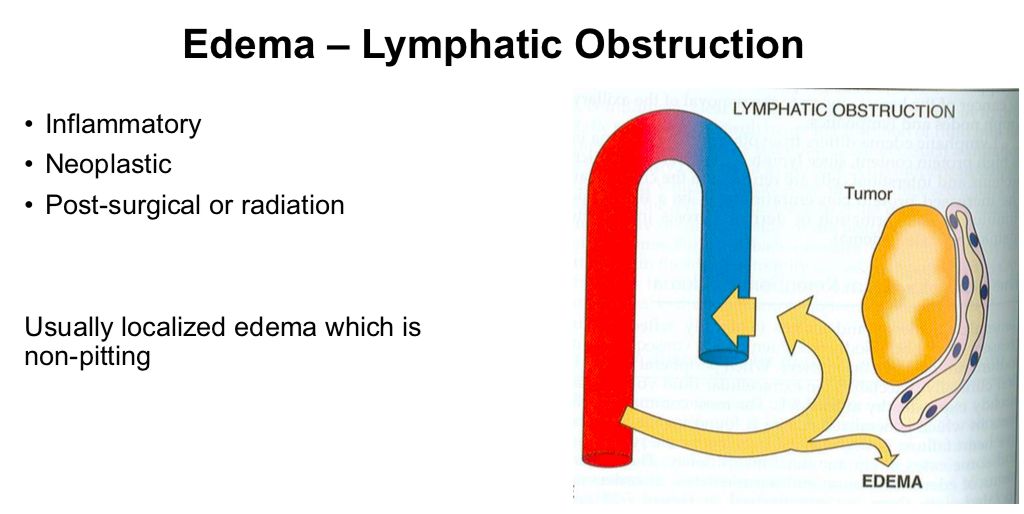 Edema – Lymphatic Obstruction
• Inflammatory
• Neoplastic
• Post-surgical or radiation
Usually localized edema which is
non-pitting
LYMPHATIC OBSTRUCTION
Tumor
EDEMA